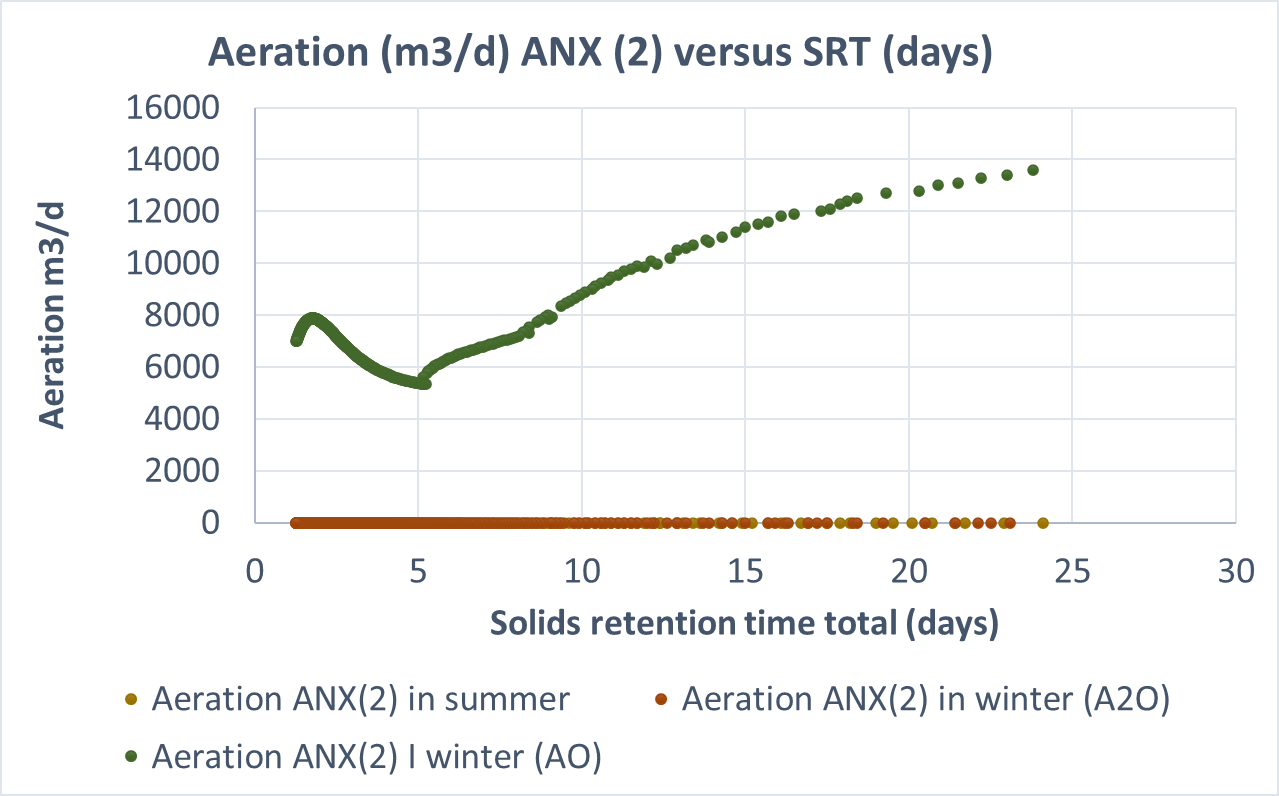 Aeration (m3/d) ANX (2) versus SRT (days)
16000
14000
12000
10000
8000
6000
4000
2000
0
Aeration m3/d
0 5 10 15 20 25 30
Solids retention time total (days)
Aeration ANX(2) in summer
Aeration ANX(2) in winter (A2O)
Aeration ANX(2) I winter (AO)